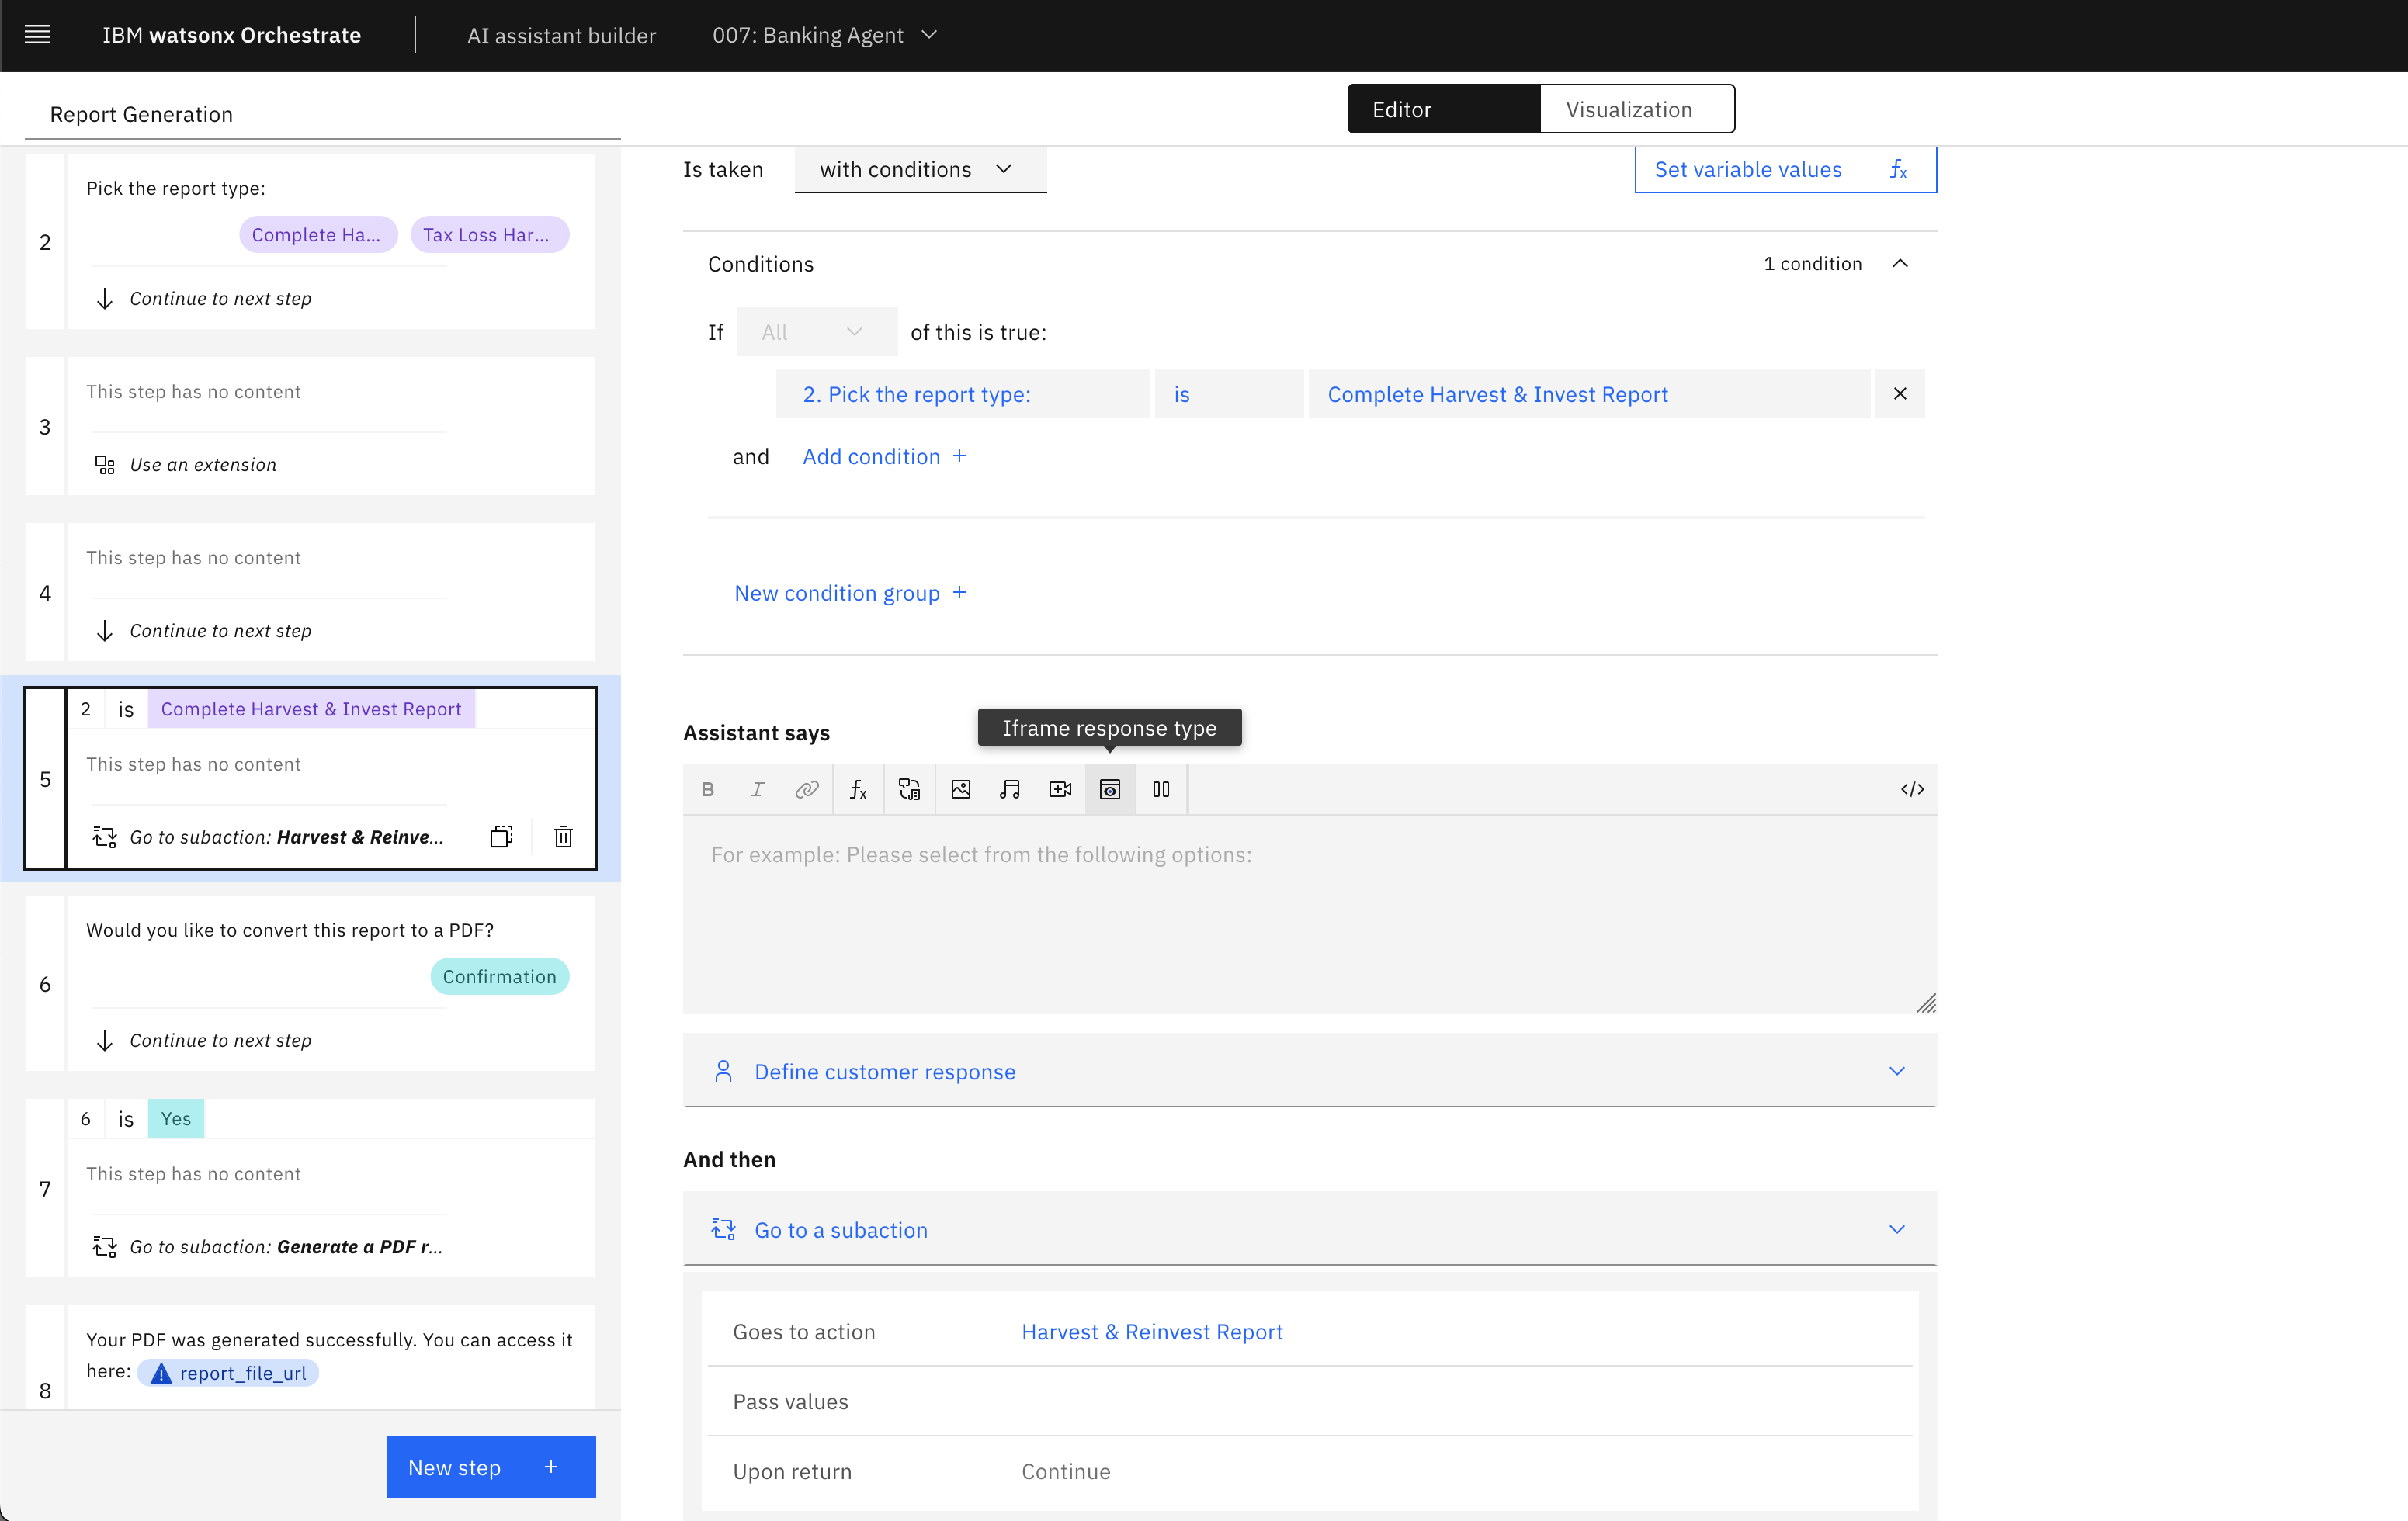 IBM watsonx Orchestrate
AI assistant builder
007: Banking Agent
Report Generation
Editor
Visualization
2
Pick the report type:
Complete Ha...
Tax Loss Har...
Continue to next step
3
This step has no content
Use an extension
4
This step has no content
Continue to next step
5
2 is Complete Harvest & Invest Report
This step has no content
Go to subaction: Harvest & Reinve...
6
Would you like to convert this report to a PDF?
Confirmation
Continue to next step
7
6 is Yes
This step has no content
Go to subaction: Generate a PDF r...
8
Your PDF was generated successfully. You can access it
here: report_file_url
New step +
Is taken with conditions
Set variable values fx
Conditions
1 condition
If All of this is true:
2. Pick the report type: is Complete Harvest & Invest Report
and Add condition +
New condition group +
Iframe response type
Assistant says
B I fx </>
For example: Please select from the following options:
Define customer response
And then
Go to a subaction
Goes to action Harvest & Reinvest Report
Pass values
Upon return Continue